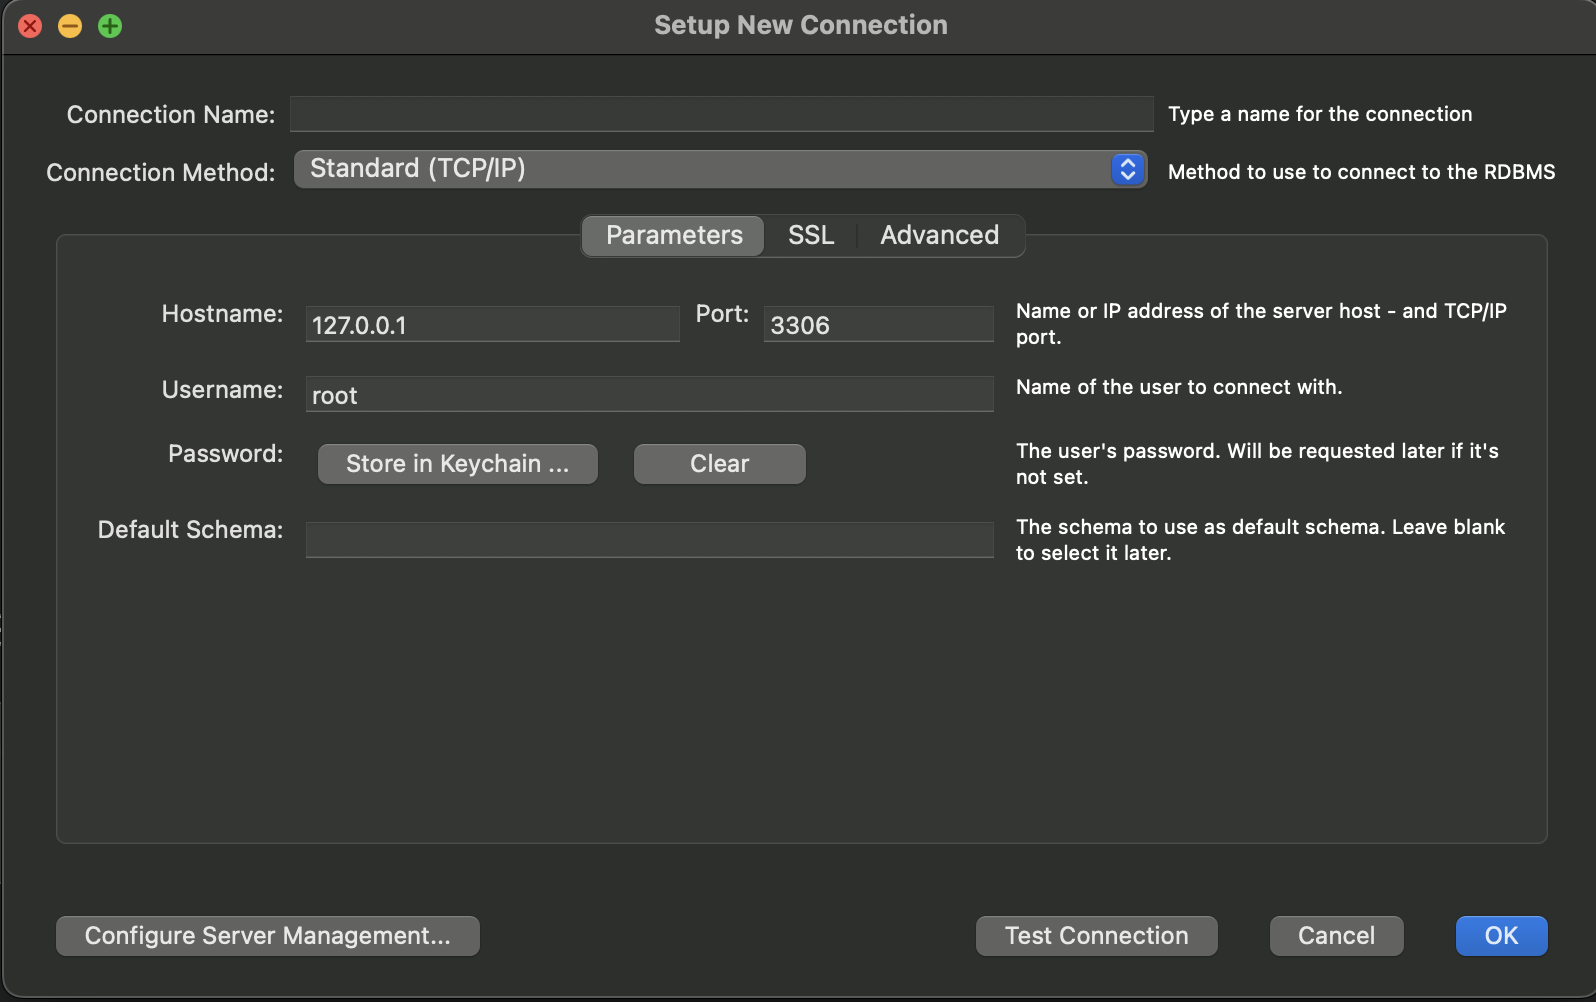 Setup New Connection
Connection Name:
Type a name for the connection
Connection Method:
Standard (TCP/IP)
Method to use to connect to the RDBMS
Parameters
SSL
Advanced
Hostname:
127.0.0.1
Port:
3306
Name or IP address of the server host - and TCP/IP
port.
Username:
root
Name of the user to connect with.
Password:
Store in Keychain ...
Clear
The user's password. Will be requested later if it's
not set.
Default Schema:
The schema to use as default schema. Leave blank
to select it later.
Configure Server Management...
Test Connection
Cancel
OK